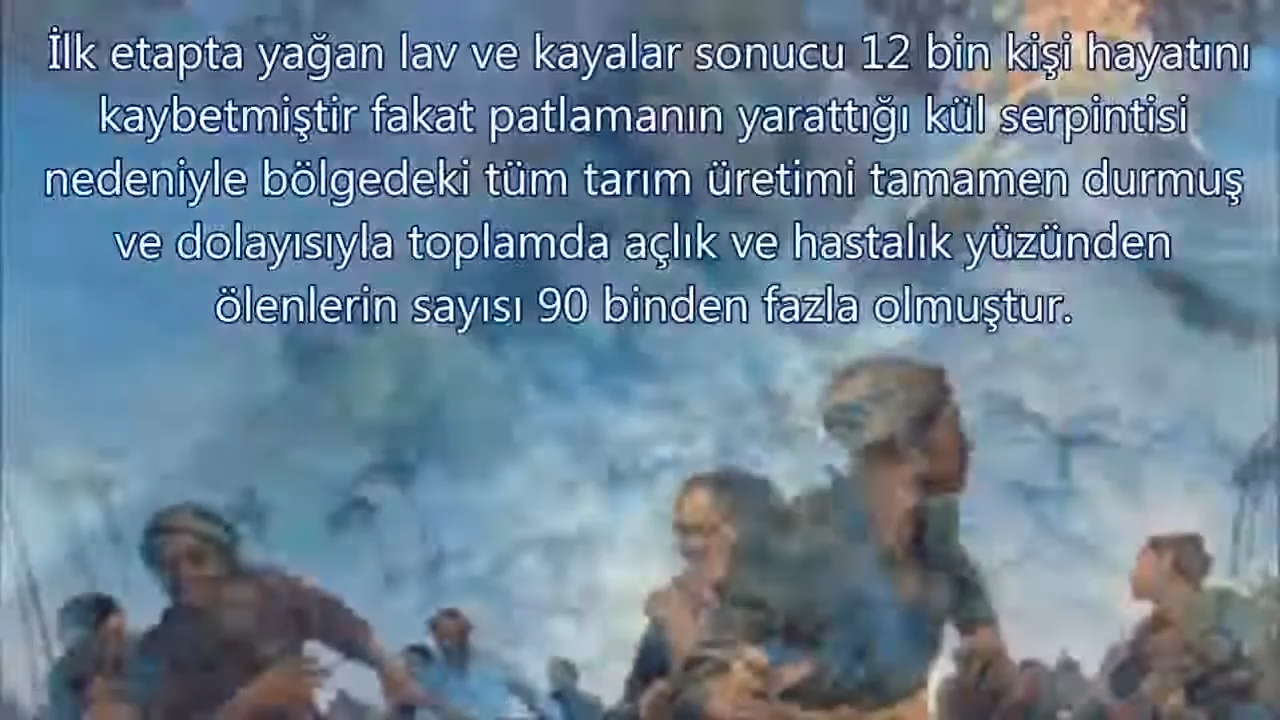 İlk etapta yağan lav ve kayalar sonucu 12 bin kişi hayatını
kaybetmiştir fakat patlamanın yarattığı kül serpintisi
nedeniyle bölgedeki tüm tarım üretimi tamamen durmuş
ve dolayısıyla toplamda açlık ve hastalık yüzünden
ölenlerin sayısı 90 binden fazla olmuştur.